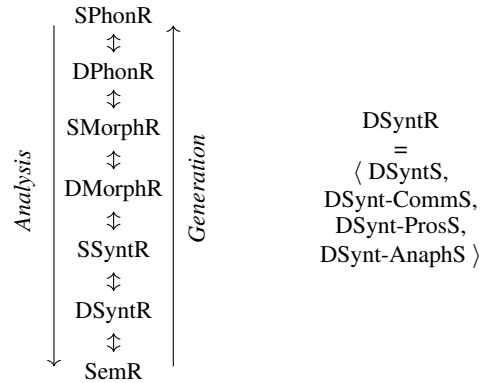 SPhonR
⇕
DPhonR
⇕
SMorphR
⇕
DMorphR
⇕
SSyntR
⇕
DSyntR
⇕
SemR
Analysis
Generation
DSyntR
=
⟨ DSyntS,
DSynt-CommS,
DSynt-ProsS,
DSynt-AnaphS ⟩